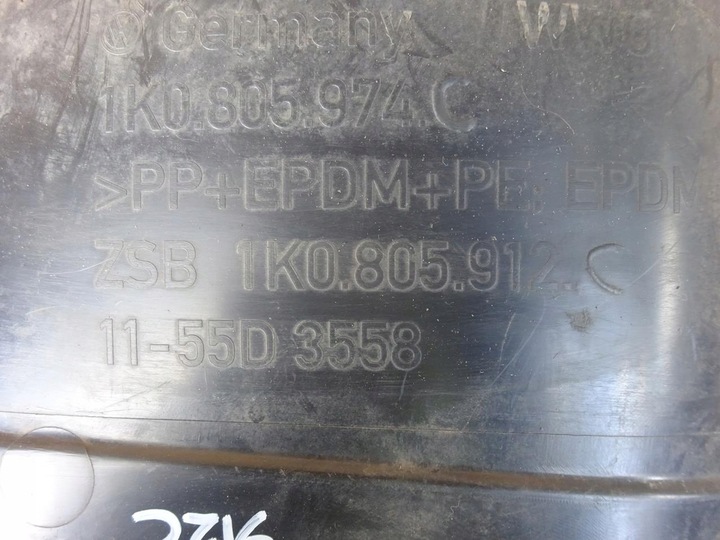 Germany
1K0.805.974.C
>PP+EPDM+PE, EPDM
ZSB 1K0.805.912.C
11-55D 3558